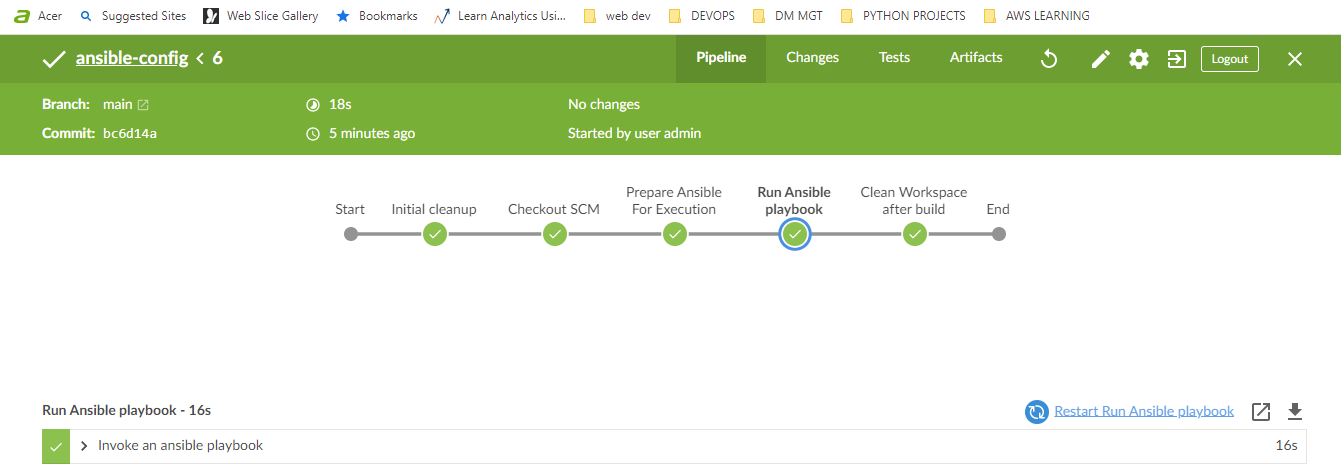 Acer Suggested Sites Web Slice Gallery Bookmarks Learn Analytics Usi... web dev DEVOPS DM MGT PYTHON PROJECTS AWS LEARNING
ansible-config < 6 Pipeline Changes Tests Artifacts Logout
Branch: main 18s No changes
Commit: bc6d14a 5 minutes ago Started by user admin
Prepare Ansible Run Ansible Clean Workspace
Start Initial cleanup Checkout SCM For Execution playbook after build End
Run Ansible playbook - 16s Restart Run Ansible playbook
Invoke an ansible playbook 16s